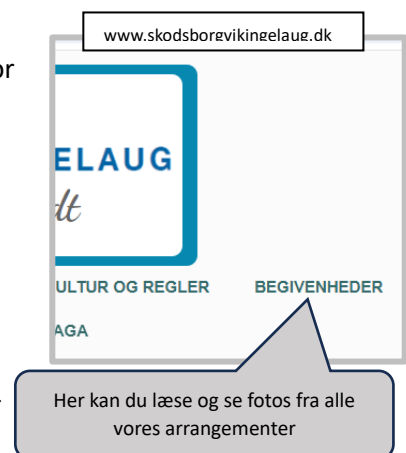 www.skodsborgvikingelaug.dk
or
ELAUG
dt
ULTUR OG REGLER BEGIVENHEDER
AGA
Her kan du læse og se fotos fra alle
vores arrangementer